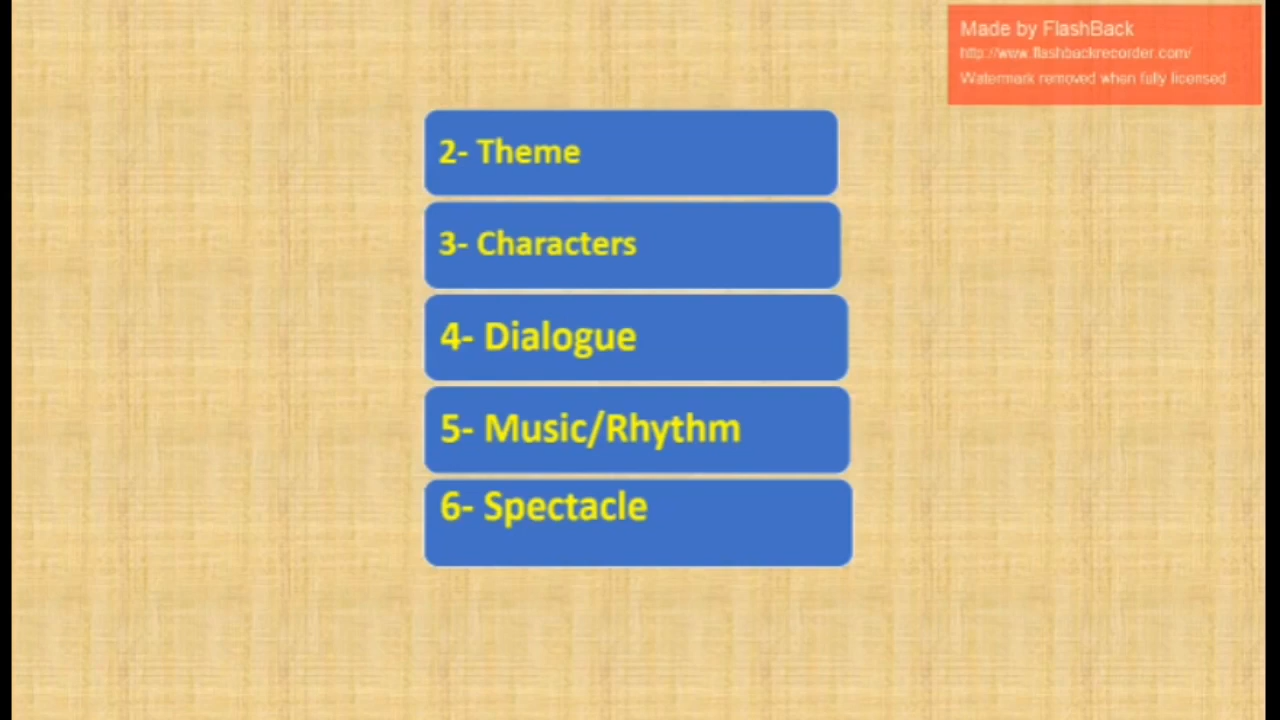 Made by FlashBack
http://www.flashbackrecorder.com/
Watermark removed when fully licensed
2- Theme
3- Characters
4- Dialogue
5- Music/Rhythm
6- Spectacle